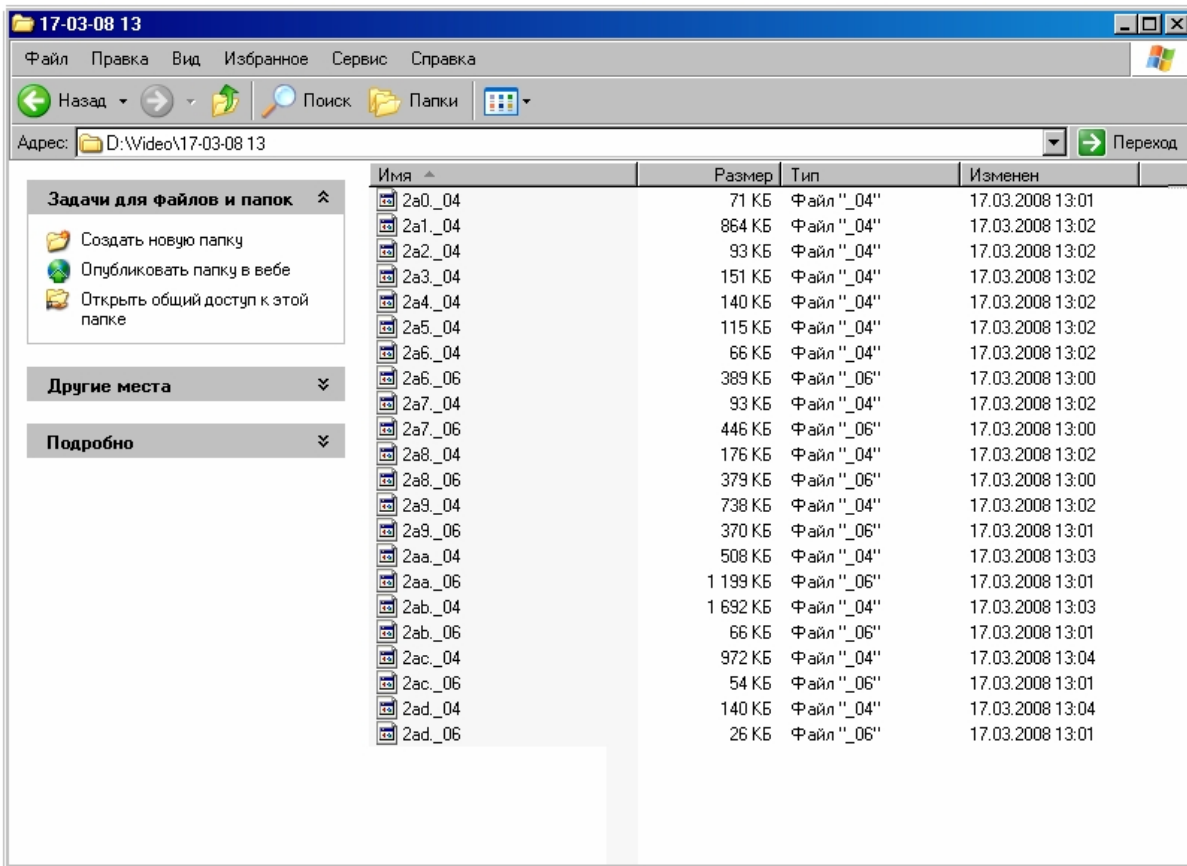 17-03-08 13
Файл Правка Вид Избранное Сервис Справка
Назад Поиск Папки
Адрес: D:\Video\17-03-08 13 Переход
Имя Размер Тип Изменен
Задачи для файлов и папок
Создать новую папку
Опубликовать папку в вебе
Открыть общий доступ к этой
папке
Другие места
Подробно
2a0._04 71 КБ Файл "_04" 17.03.2008 13:01
2a1._04 864 КБ Файл "_04" 17.03.2008 13:02
2a2._04 93 КБ Файл "_04" 17.03.2008 13:02
2a3._04 151 КБ Файл "_04" 17.03.2008 13:02
2a4._04 140 КБ Файл "_04" 17.03.2008 13:02
2a5._04 115 КБ Файл "_04" 17.03.2008 13:02
2a6._04 66 КБ Файл "_04" 17.03.2008 13:02
2a6._06 389 КБ Файл "_06" 17.03.2008 13:00
2a7._04 93 КБ Файл "_04" 17.03.2008 13:02
2a7._06 446 КБ Файл "_06" 17.03.2008 13:00
2a8._04 176 КБ Файл "_04" 17.03.2008 13:02
2a8._06 379 КБ Файл "_06" 17.03.2008 13:00
2a9._04 738 КБ Файл "_04" 17.03.2008 13:02
2a9._06 370 КБ Файл "_06" 17.03.2008 13:01
2aa._04 508 КБ Файл "_04" 17.03.2008 13:03
2aa._06 1 199 КБ Файл "_06" 17.03.2008 13:01
2ab._04 1 692 КБ Файл "_04" 17.03.2008 13:03
2ab._06 66 КБ Файл "_06" 17.03.2008 13:01
2ac._04 972 КБ Файл "_04" 17.03.2008 13:04
2ac._06 54 КБ Файл "_06" 17.03.2008 13:01
2ad._04 140 КБ Файл "_04" 17.03.2008 13:04
2ad._06 26 КБ Файл "_06" 17.03.2008 13:01